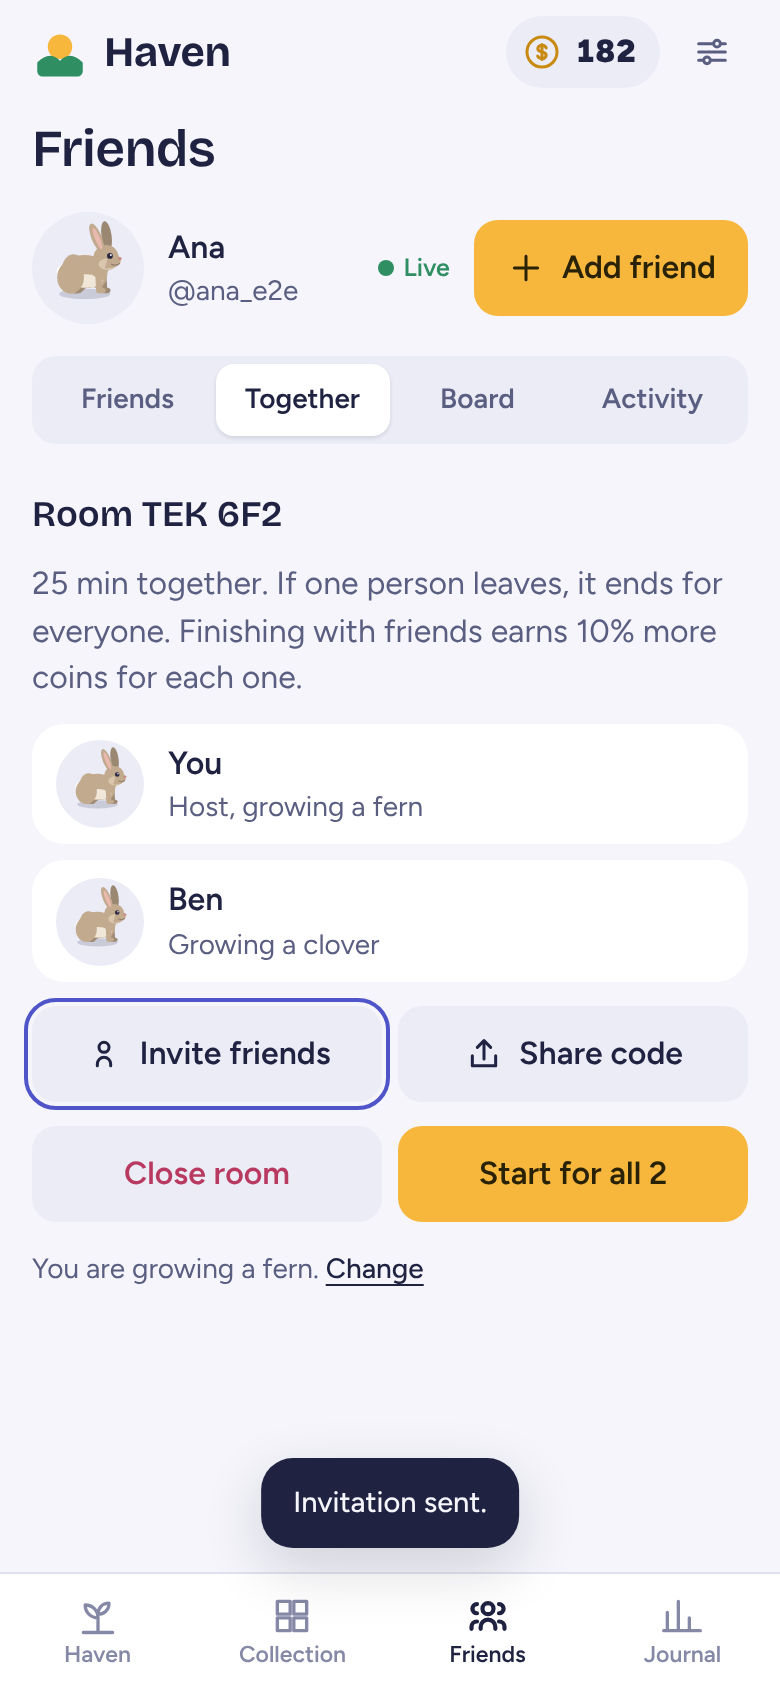 Haven
182
Friends
Ana
@ana_e2e
Live
Add friend
Friends
Together
Board
Activity
Room TEK 6F2
25 min together. If one person leaves, it ends for
everyone. Finishing with friends earns 10% more
coins for each one.
You
Host, growing a fern
Ben
Growing a clover
Invite friends
Share code
Close room
Start for all 2
You are growing a fern. Change
Invitation sent.
Haven
Collection
Friends
Journal